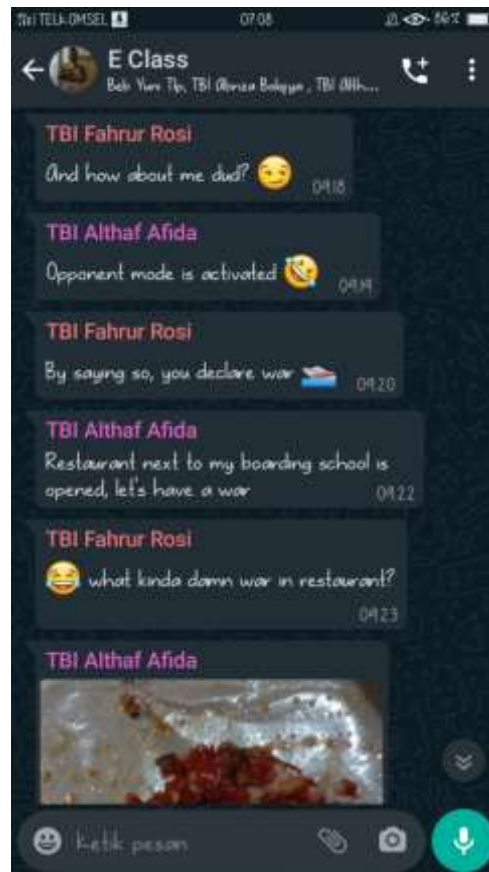 TELKOMSEL
07.08
86%
E Class
TBI Fahrur Rosi
And how about me dud?
09.18
TBI Althaf Afida
Opponent mode is activated
09.19
TBI Fahrur Rosi
By saying so, you declare war
09.20
TBI Althaf Afida
Restaurant next to my boarding school is
opened, let's have a war
09.22
TBI Fahrur Rosi
what kinda damn war in restaurant?
09.23
TBI Althaf Afida
Ketik pesan